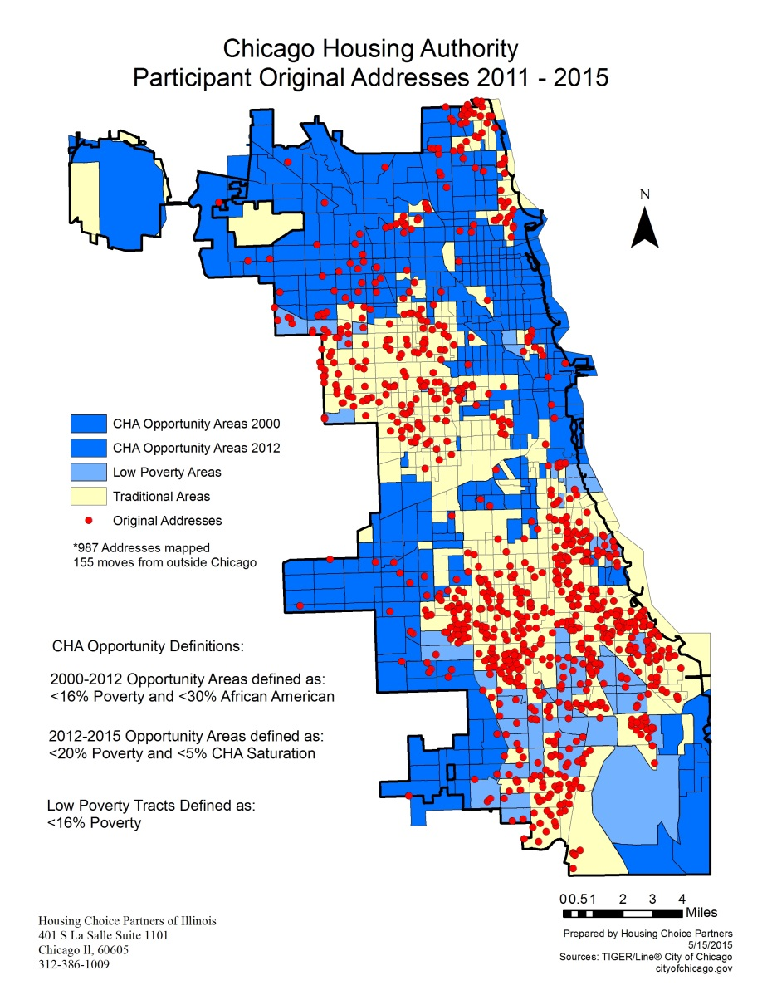 Chicago Housing Authority
Participant Original Addresses 2011 - 2015
N
CHA Opportunity Areas 2000
CHA Opportunity Areas 2012
Low Poverty Areas
Traditional Areas
Original Addresses
*987 Addresses mapped
155 moves from outside Chicago
CHA Opportunity Definitions:
2000-2012 Opportunity Areas defined as:
<16% Poverty and <30% African American
2012-2015 Opportunity Areas defined as:
<20% Poverty and <5% CHA Saturation
Low Poverty Tracts Defined as:
<16% Poverty
0 0.5 1 2 3 4
Miles
Housing Choice Partners of Illinois
401 S La Salle Suite 1101
Chicago Il, 60605
312-386-1009
Prepared by Housing Choice Partners
5/15/2015
Sources: TIGER/Line® City of Chicago
cityofchicago.gov